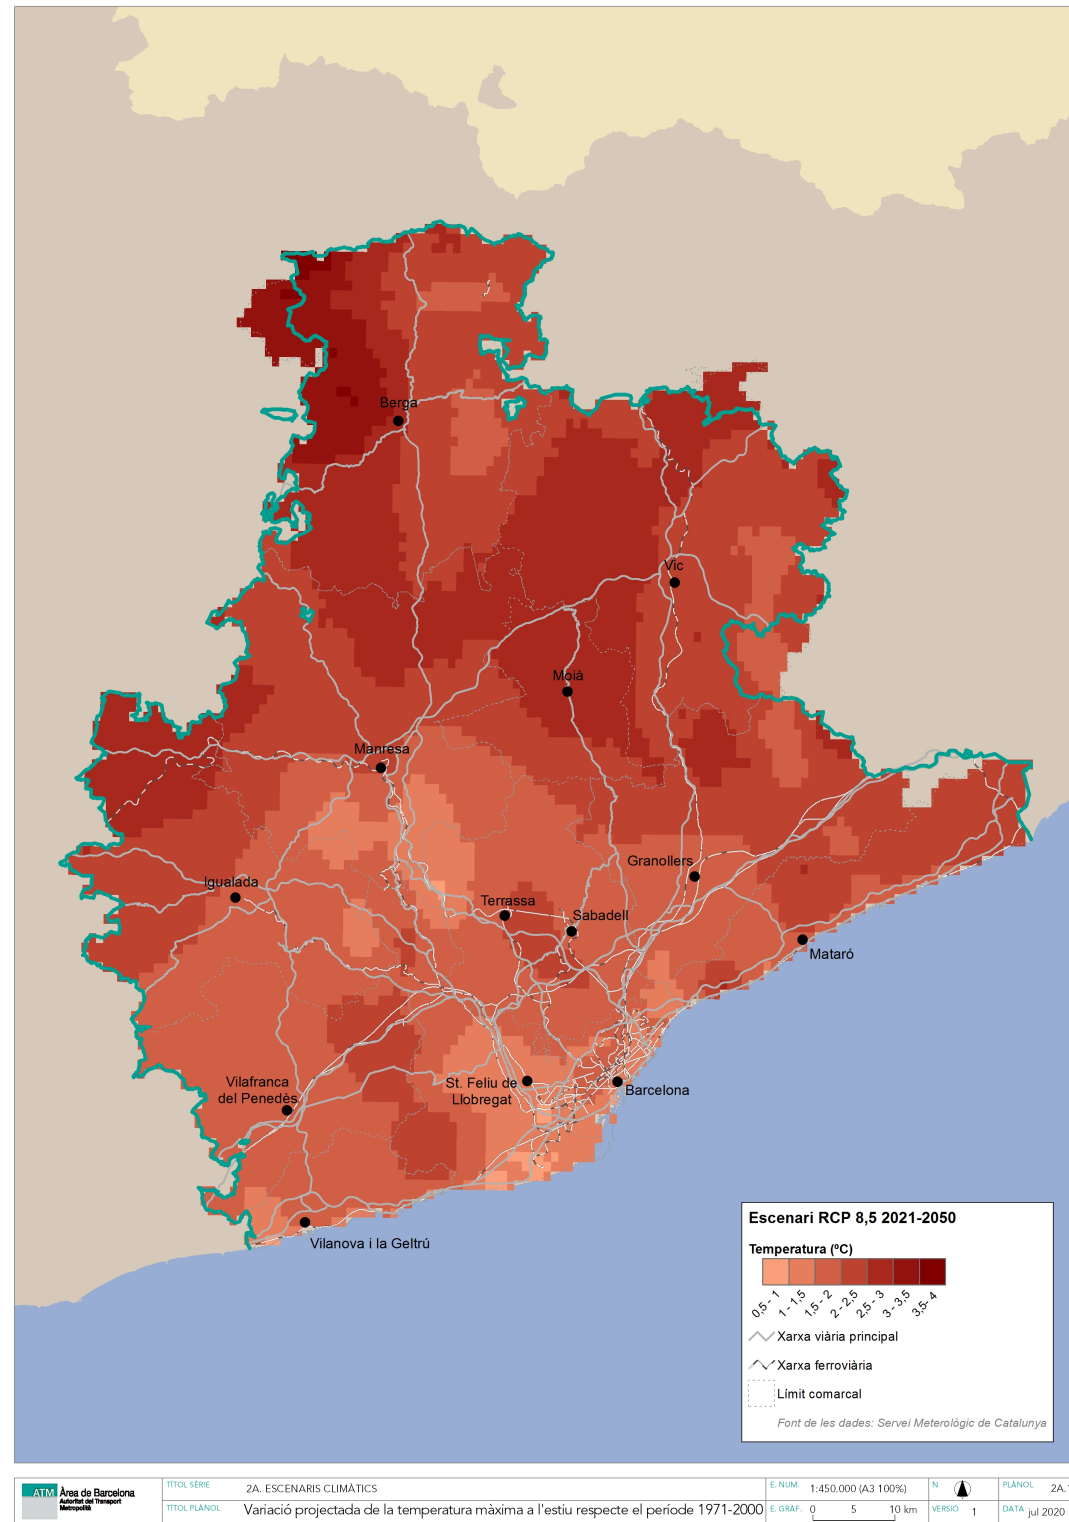 Berga
Vic
Moià
Manresa
Granollers
Igualada
Terrassa
Sabadell
Mataró
Vilafranca
del Penedès
St. Feliu de
Llobregat
Barcelona
Vilanova i la Geltrú
Escenari RCP 8,5 2021-2050
Temperatura (ºC)
0,5 - 1
1 - 1,5
1,5 - 2
2 - 2,5
2,5 - 3
3 - 3,5
3,5- 4
Xarxa viària principal
Xarxa ferroviària
Límit comarcal
Font de les dades: Servei Meterològic de Catalunya
ATM Àrea de Barcelona
Autoritat del Transport
Metropolità
TÍTOL SÈRIE 2A. ESCENARIS CLIMÀTICS
TÍTOL PLÀNOL Variació projectada de la temperatura màxima a l'estiu respecte el període 1971-2000
E. NUM. 1:450.000 (A3 100%)
E. GRÀF. 0 5 10 km
N
VERSIÓ 1
PLÀNOL 2A.
DATA jul 2020